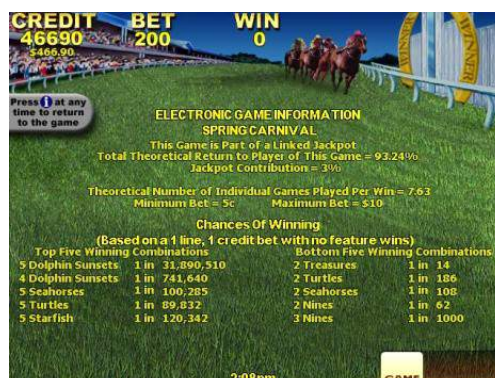 CREDIT BET WIN
46690 200 0
$466.90
WINNER
Press i at any
time to return
to the game
ELECTRONIC GAME INFORMATION
SPRING CARNIVAL
This Game is Part of a Linked Jackpot
Total Theoretical Return to Player of This Game = 93.24%
Jackpot Contribution = 3%
Theoretical Number of Individual Games Played Per Win = 7.63
Minimum Bet = 5c Maximum Bet = $10
Chances Of Winning
(Based on a 1 line, 1 credit bet with no feature wins)
Top Five Winning Combinations Bottom Five Winning Combinations
5 Dolphin Sunsets 1 in 31,890,510 2 Treasures 1 in 14
4 Dolphin Sunsets 1 in 741,640 2 Turtles 1 in 186
5 Seahorses 1 in 100,285 2 Seahorses 1 in 108
5 Turtles 1 in 89,832 2 Nines 1 in 62
5 Starfish 1 in 120,342 3 Nines 1 in 1000
2:08pm
GAME